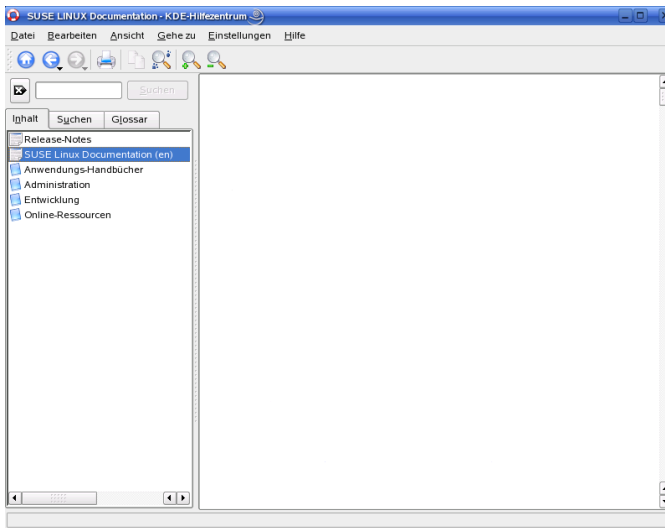 SUSE LINUX Documentation - KDE-Hilfezentrum
Datei Bearbeiten Ansicht Gehe zu Einstellungen Hilfe
Suchen
Inhalt Suchen Glossar
Release-Notes
SUSE Linux Documentation (en)
Anwendungs-Handbücher
Administration
Entwicklung
Online-Ressourcen